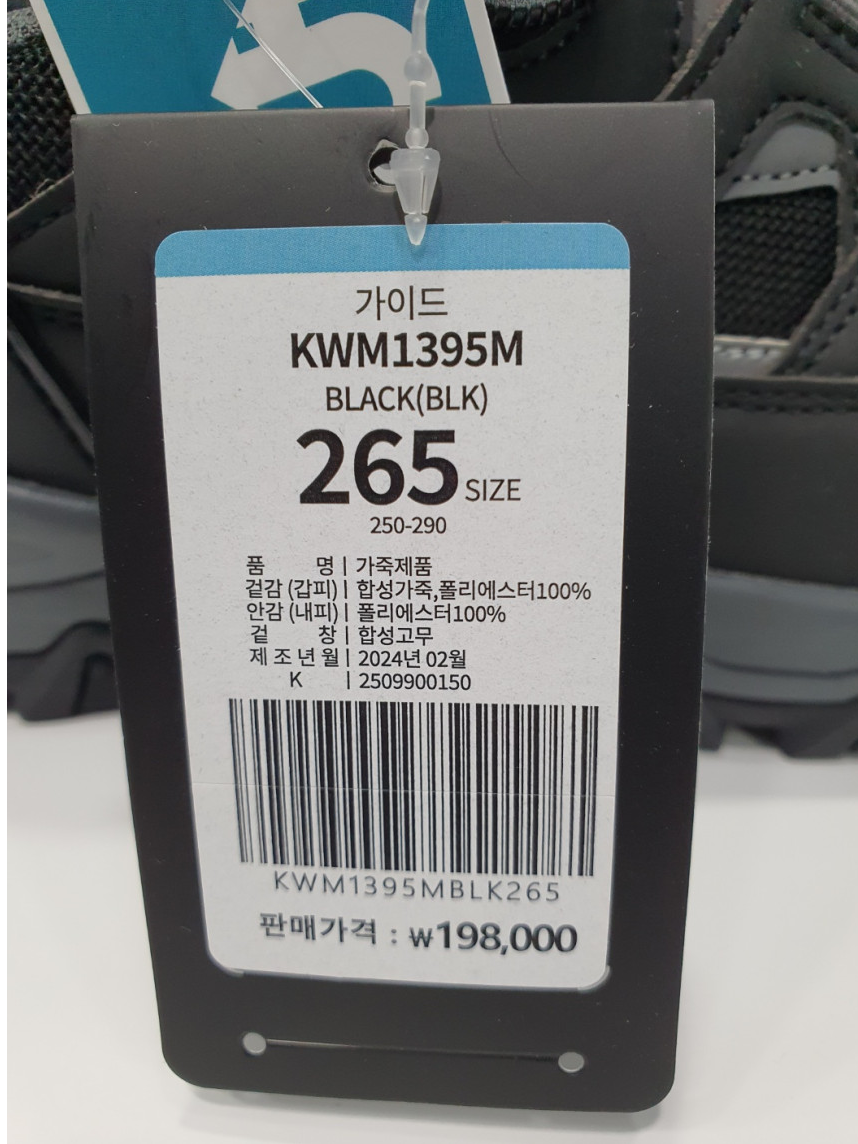 가이드
KWM1395M
BLACK(BLK)
265 SIZE
250-290
품 명 | 가죽제품
겉감 (갑피) | 합성가죽,폴리에스터100%
안감 (내피) | 폴리에스터100%
겉 창 | 합성고무
제 조 년 월 | 2024년 02월
K | 2509900150
KWM1395MBLK265
판매가격 : ₩198,000